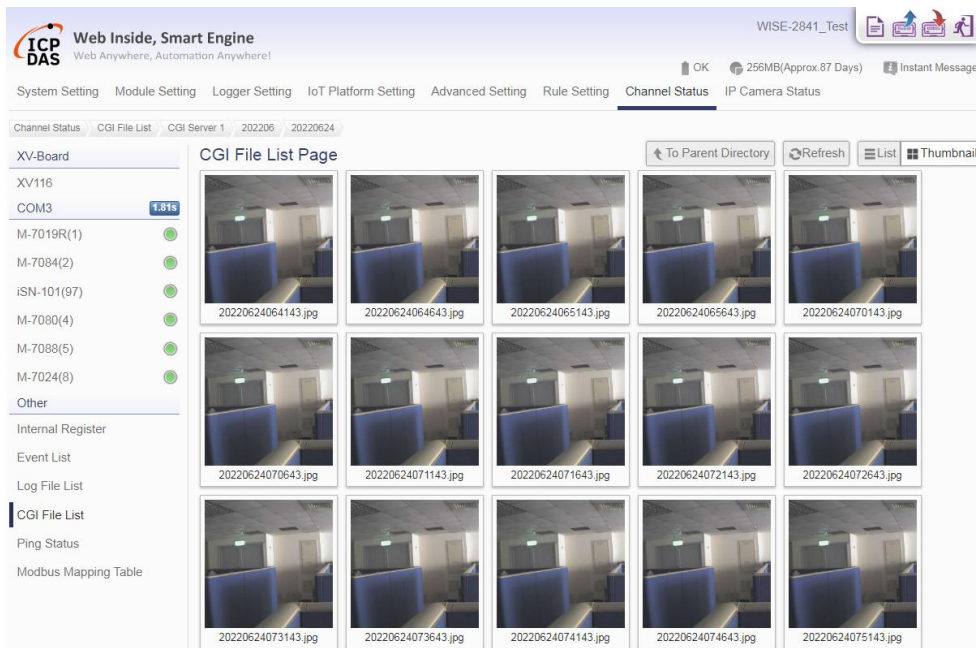 ICP
DAS
Web Inside, Smart Engine
Web Anywhere, Automation Anywhere!
WISE-2841_Test
OK
256MB(Approx.87 Days)
Instant Message
System Setting Module Setting Logger Setting IoT Platform Setting Advanced Setting Rule Setting Channel Status IP Camera Status
Channel Status CGI File List CGI Server 1 202206 20220624
XV-Board
XV116
COM3 1.81s
M-7019R(1)
M-7084(2)
iSN-101(97)
M-7080(4)
M-7088(5)
M-7024(8)
Other
Internal Register
Event List
Log File List
CGI File List
Ping Status
Modbus Mapping Table
CGI File List Page
To Parent Directory Refresh List Thumbnail
20220624064143.jpg 20220624064643.jpg 20220624065143.jpg 20220624065643.jpg 20220624070143.jpg
20220624070643.jpg 20220624071143.jpg 20220624071643.jpg 20220624072143.jpg 20220624072643.jpg
20220624073143.jpg 20220624073643.jpg 20220624074143.jpg 20220624074643.jpg 20220624075143.jpg